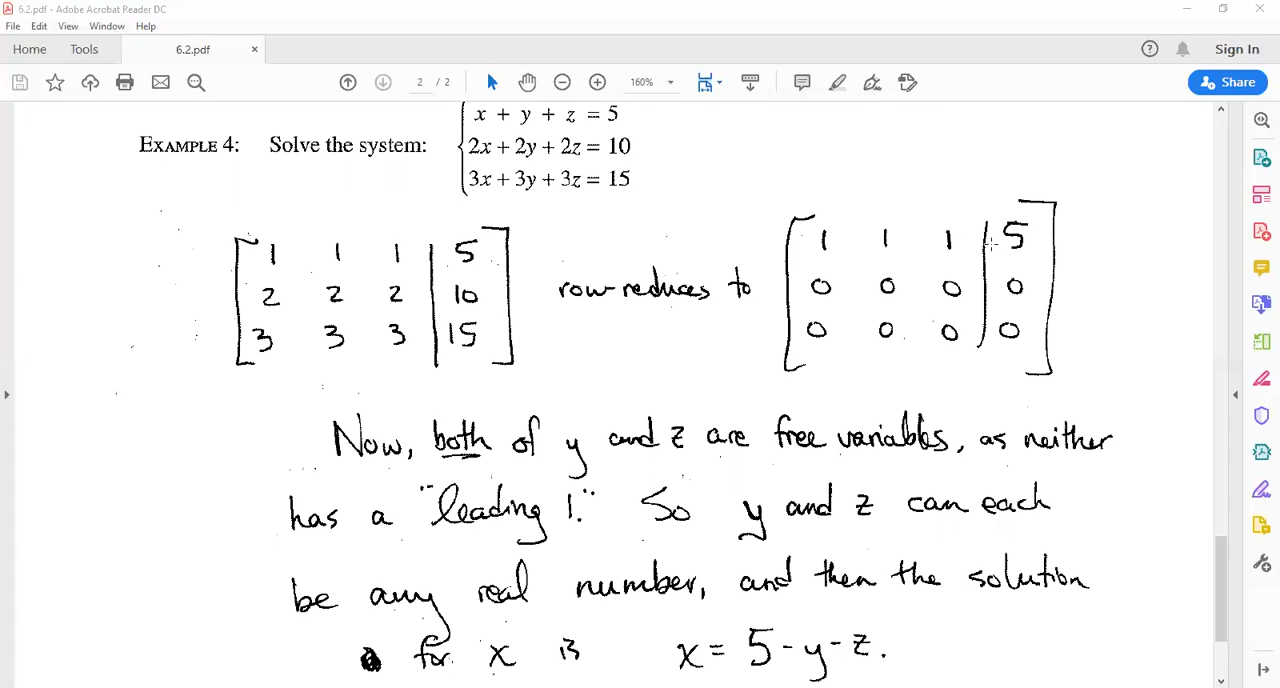 6.2.pdf - Adobe Acrobat Reader DC
File Edit View Window Help
Home Tools 6.2.pdf × Sign In
2 / 2 160% Share
x + y + z = 5
EXAMPLE 4: Solve the system: 2x + 2y + 2z = 10
3x + 3y + 3z = 15
1 1 1 | 5
2 2 2 | 10
3 3 3 | 15
row-reduces to
1 1 1 | 5
0 0 0 | 0
0 0 0 | 0
Now, both of y and z are free variables, as neither
has a "leading 1." So y and z can each
be any real number, and then the solution
for x is x = 5 - y - z.